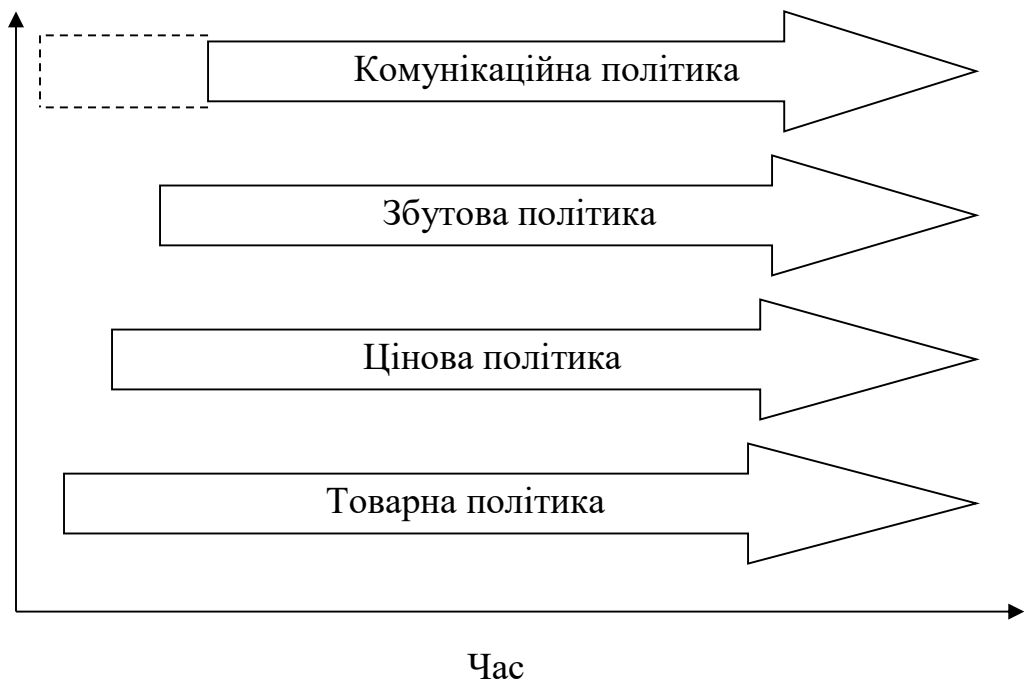 Комунікаційна політика
Збутова політика
Цінова політика
Товарна політика
Час